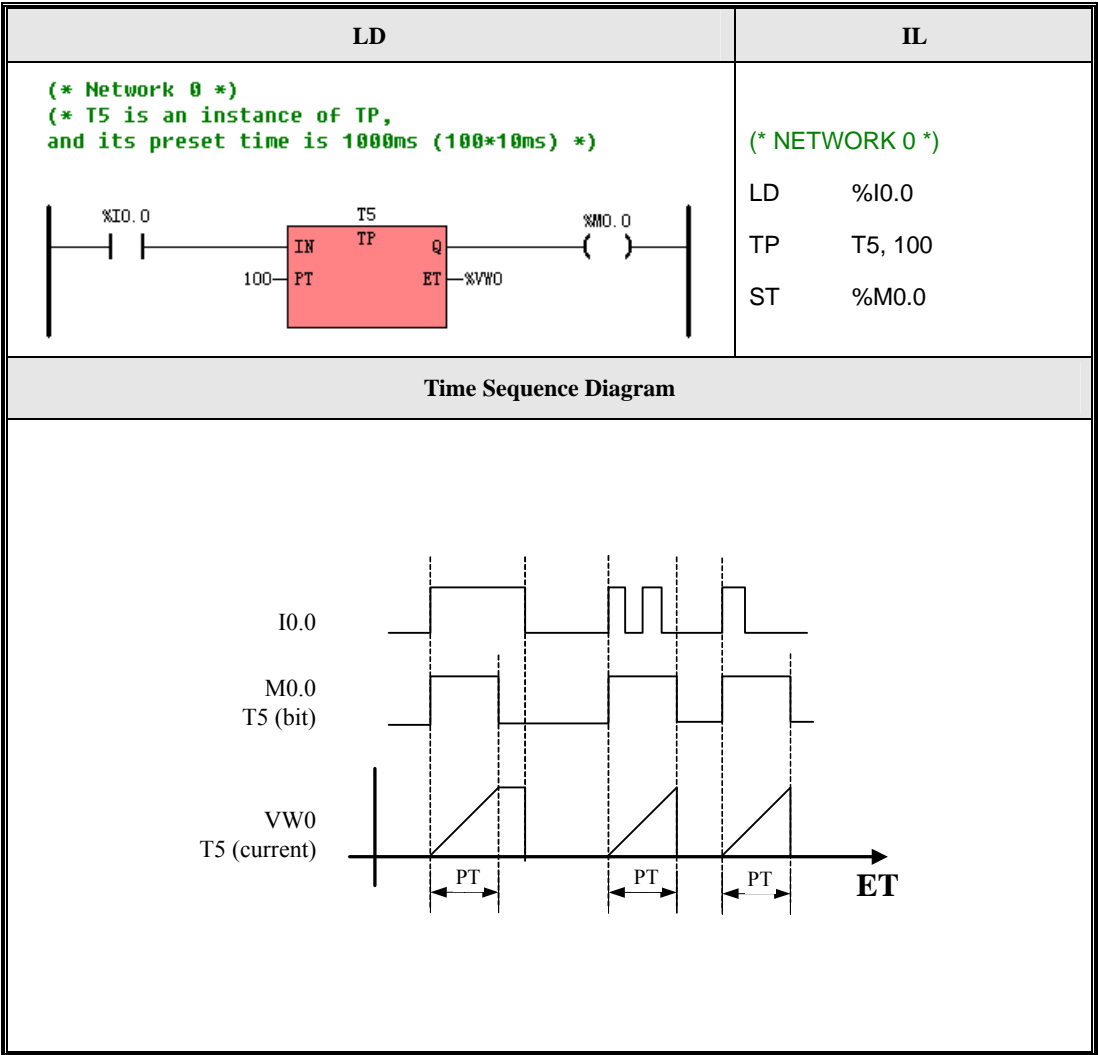 LD
IL
(* Network 0 *)
(* T5 is an instance of TP,
and its preset time is 1000ms (100*10ms) *)
%I0.0
T5
TP
%M0.0
IN
Q
100
PT
ET
%VW0
(* NETWORK 0 *)
LD %I0.0
TP T5, 100
ST %M0.0
Time Sequence Diagram
I0.0
M0.0
T5 (bit)
VW0
T5 (current)
PT
PT
PT
ET